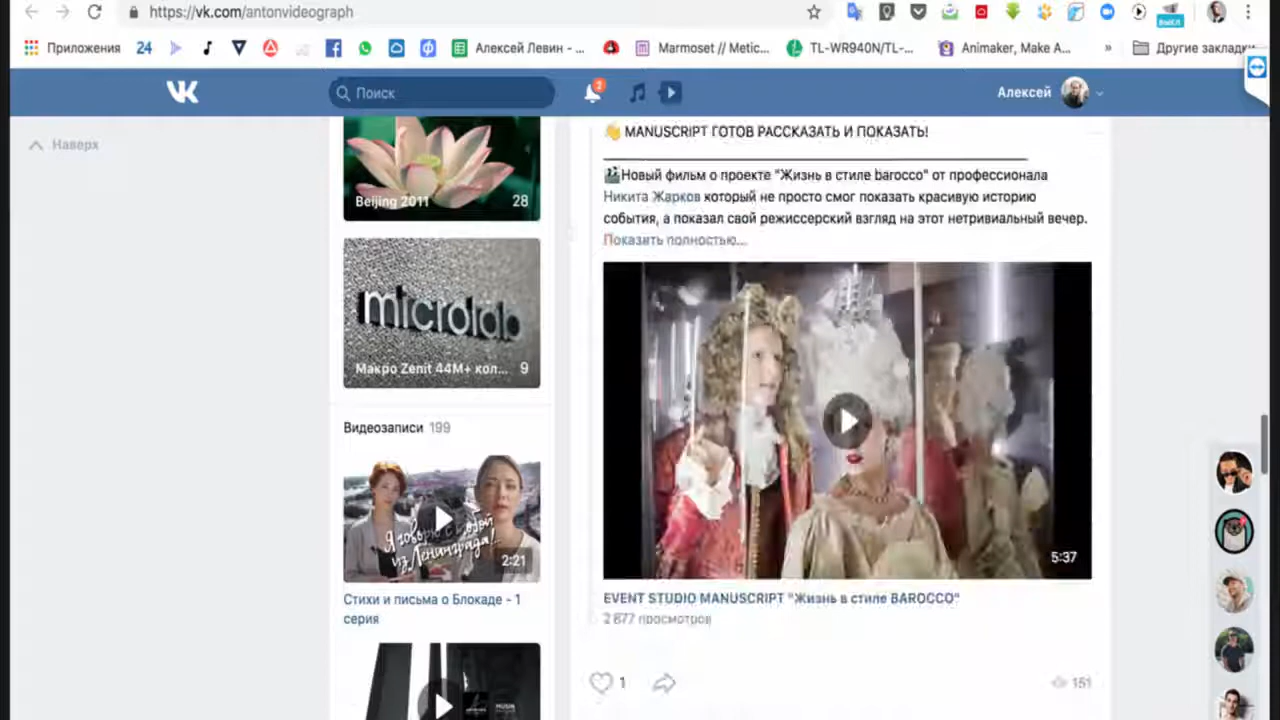 https://vk.com/antonvideograph
выкл
Приложения
24
Алексей Левин - ...
Marmoset // Metic...
TL-WR940N/TL-...
Animaker, Make A...
»
Другие закладки
Поиск
2
Алексей
Наверх
Beijing 2011 28
microlab
Макро Zenit 44M+ кол... 9
Видеозаписи 199
Я говорю с тобой
из Ленинграда!..
2:21
Стихи и письма о Блокаде - 1
серия
MANUSCRIPT ГОТОВ РАССКАЗАТЬ И ПОКАЗАТЬ!
Новый фильм о проекте "Жизнь в стиле barocco" от профессионала
Никита Жарков который не просто смог показать красивую историю
события, а показал свой режиссерский взгляд на этот нетривиальный вечер.
Показать полностью...
5:37
EVENT STUDIO MANUSCRIPT "Жизнь в стиле BAROCCO"
2 877 просмотров
1
151